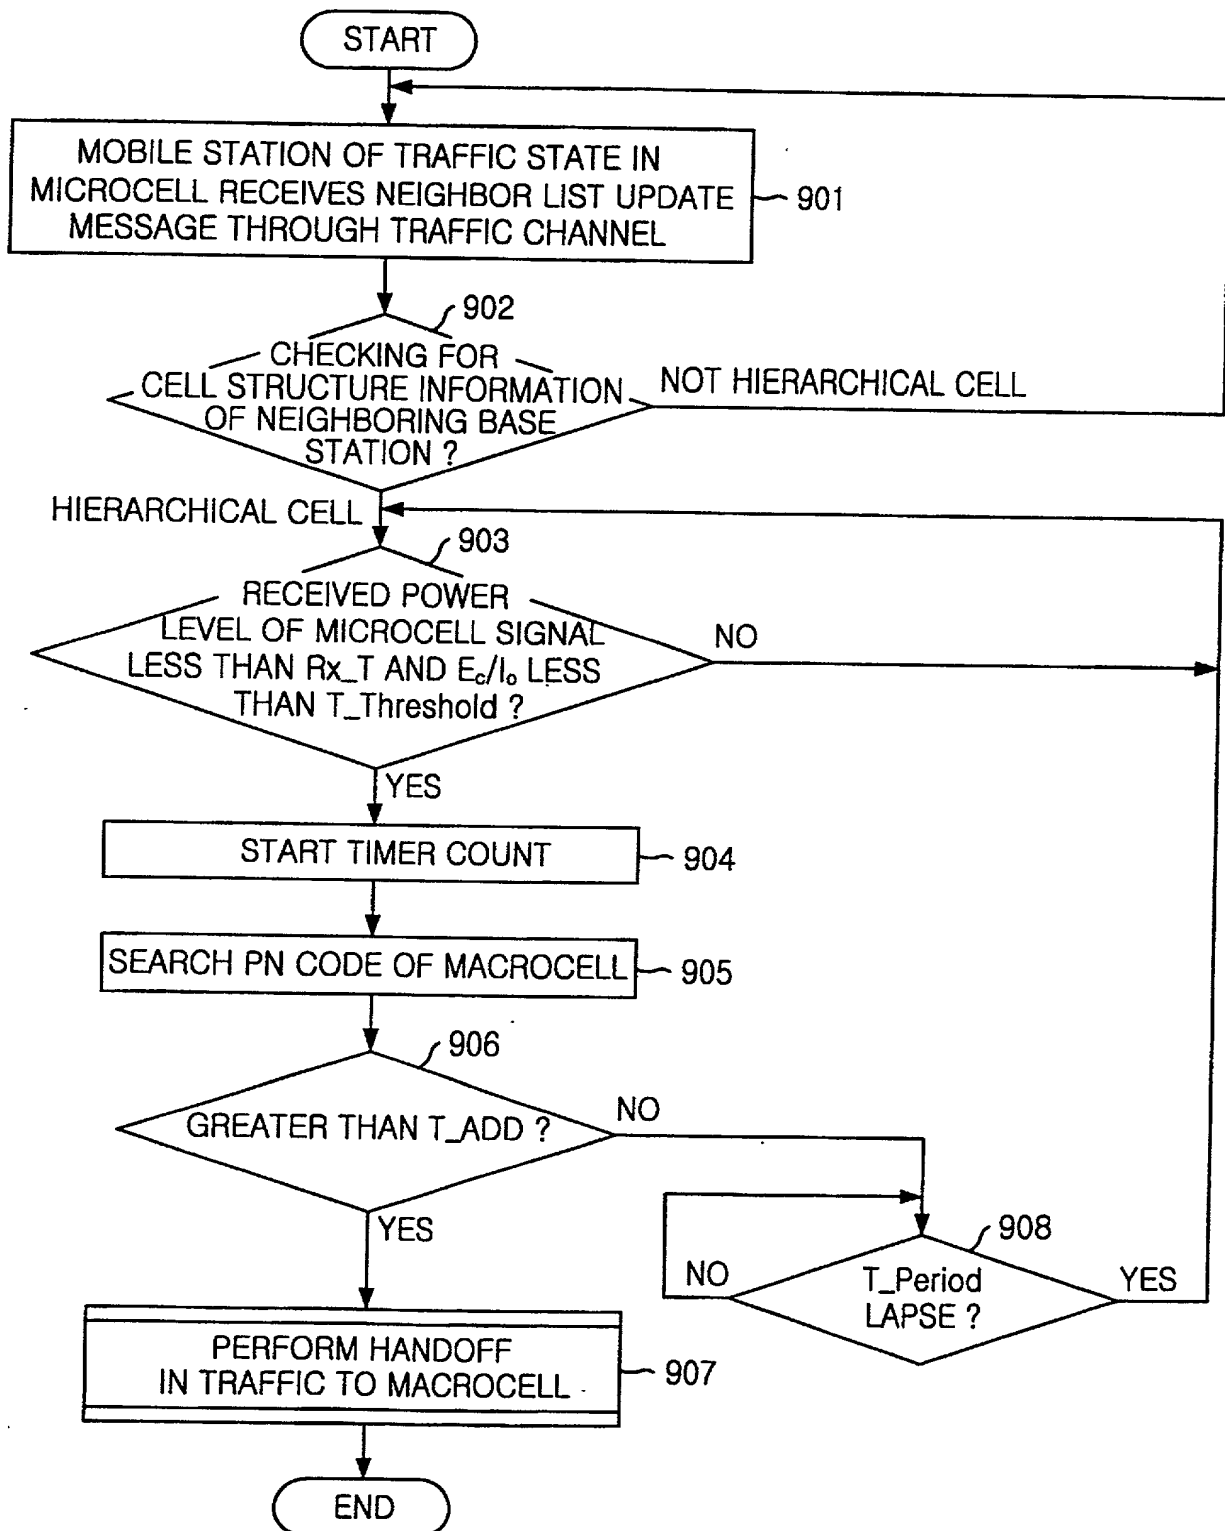 START
MOBILE STATION OF TRAFFIC STATE IN
MICROCELL RECEIVES NEIGHBOR LIST UPDATE
MESSAGE THROUGH TRAFFIC CHANNEL
901
902
CHECKING FOR
CELL STRUCTURE INFORMATION
OF NEIGHBORING BASE
STATION ?
NOT HIERARCHICAL CELL
HIERARCHICAL CELL
903
RECEIVED POWER
LEVEL OF MICROCELL SIGNAL
LESS THAN Rx_T AND Ec/Io LESS
THAN T_Threshold ?
NO
YES
START TIMER COUNT
904
SEARCH PN CODE OF MACROCELL
905
906
GREATER THAN T_ADD ?
NO
YES
908
T_Period
LAPSE ?
NO
YES
PERFORM HANDOFF
IN TRAFFIC TO MACROCELL
907
END